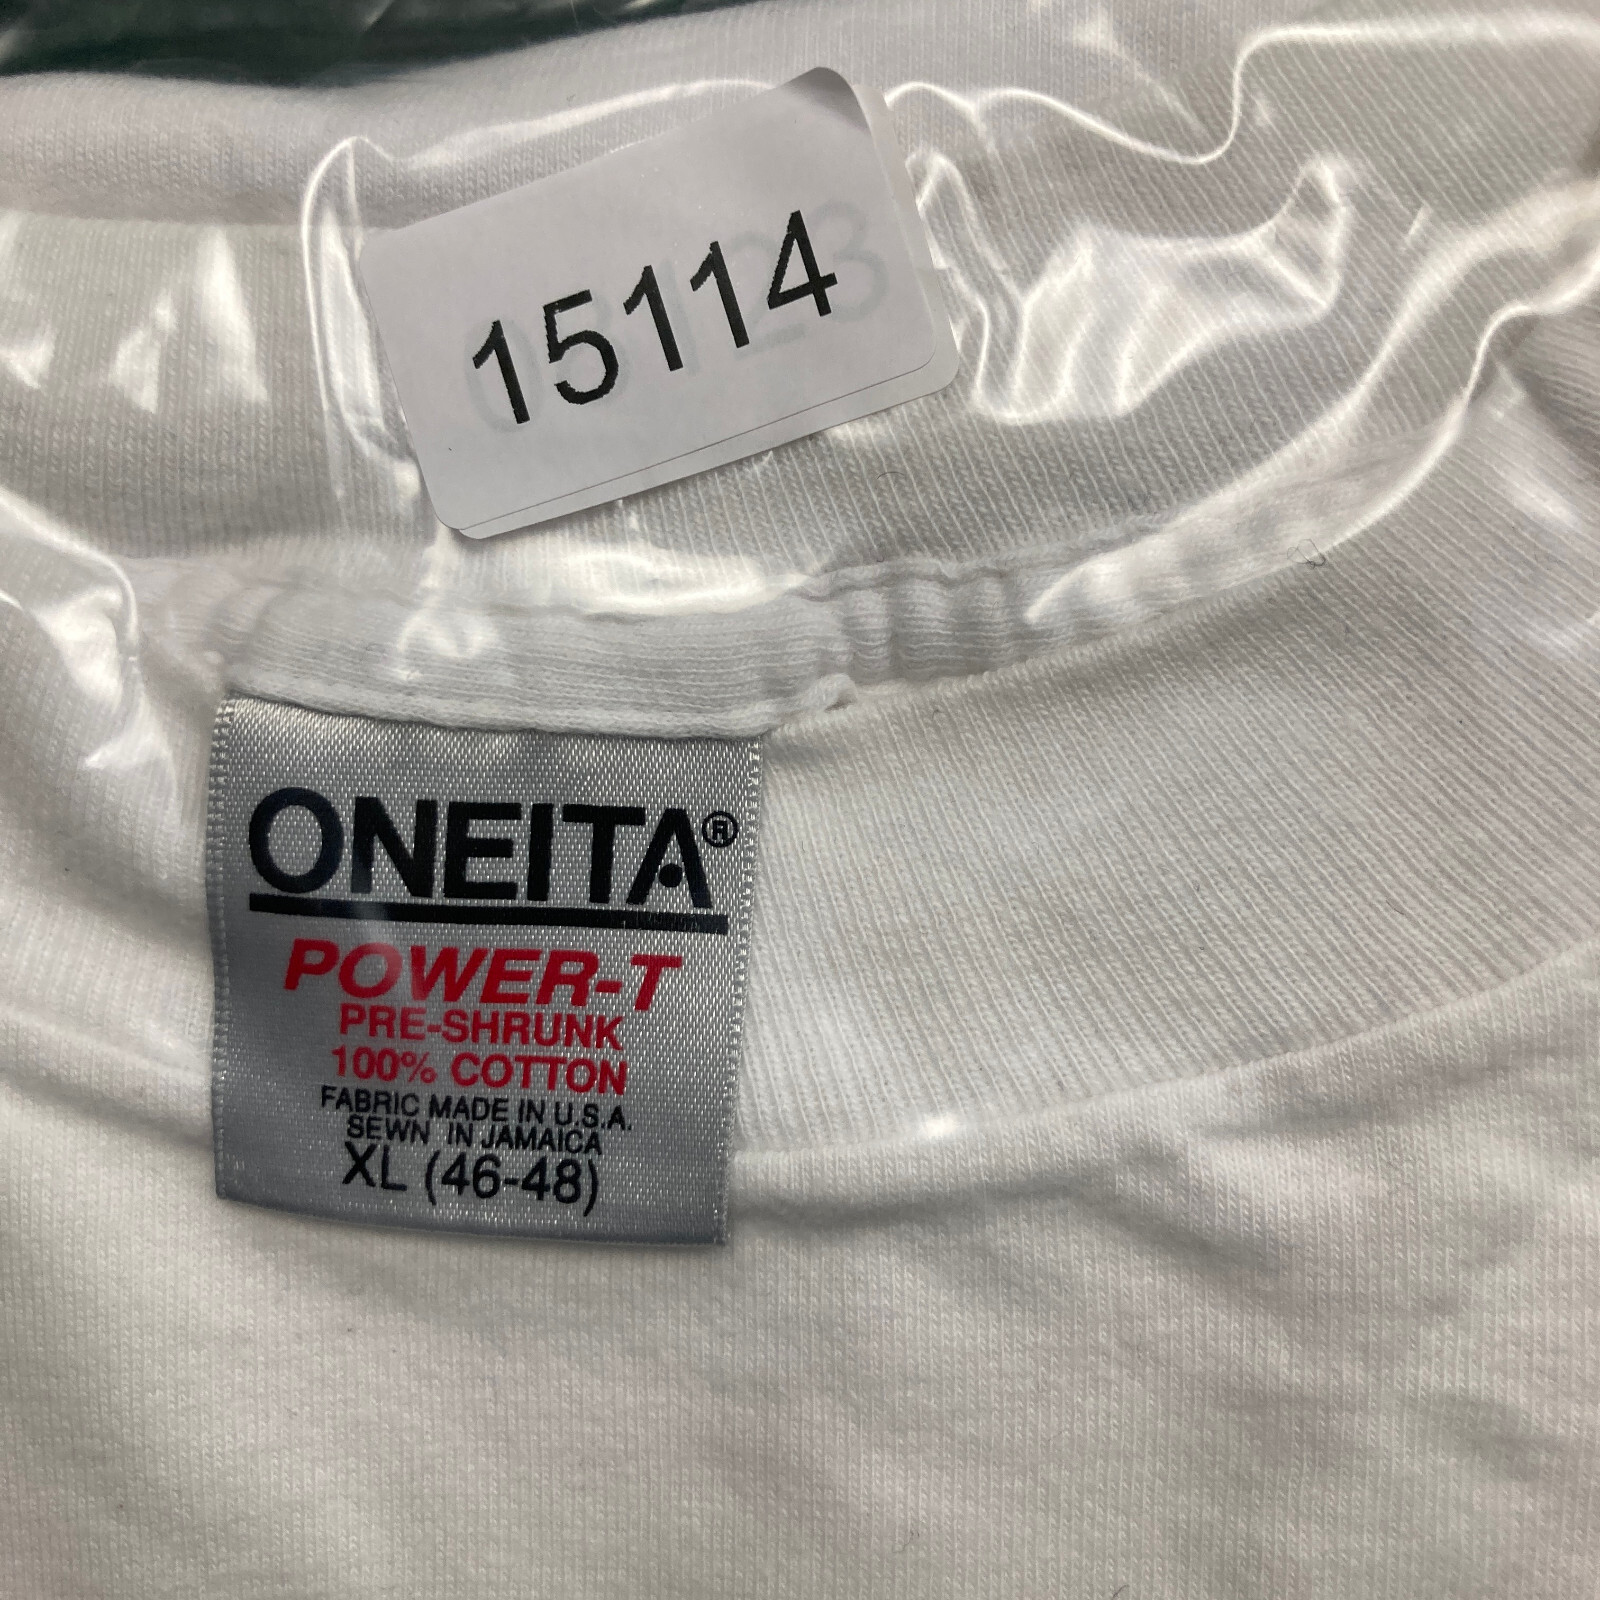 15114
ONEITA®
POWER-T
PRE-SHRUNK
100% COTTON
FABRIC MADE IN U.S.A.
SEWN IN JAMAICA
XL (46-48)